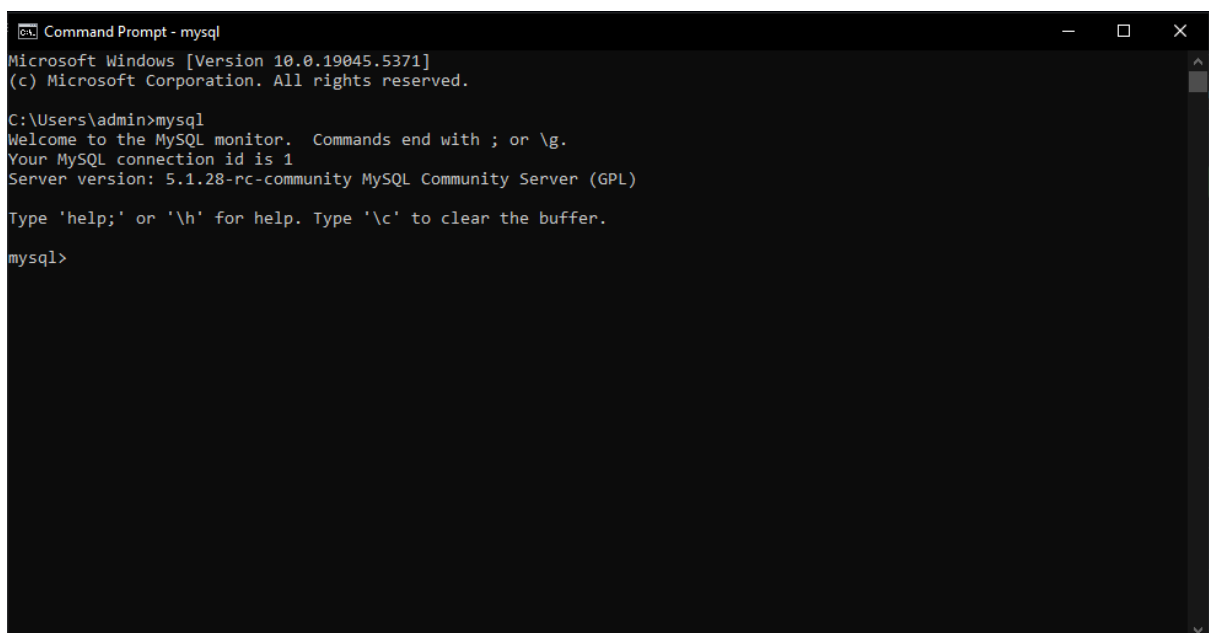 Command Prompt - mysql
Microsoft Windows [Version 10.0.19045.5371]
(c) Microsoft Corporation. All rights reserved.
C:\Users\admin>mysql
Welcome to the MySQL monitor.  Commands end with ; or \g.
Your MySQL connection id is 1
Server version: 5.1.28-rc-community MySQL Community Server (GPL)
Type 'help;' or '\h' for help. Type '\c' to clear the buffer.
mysql>